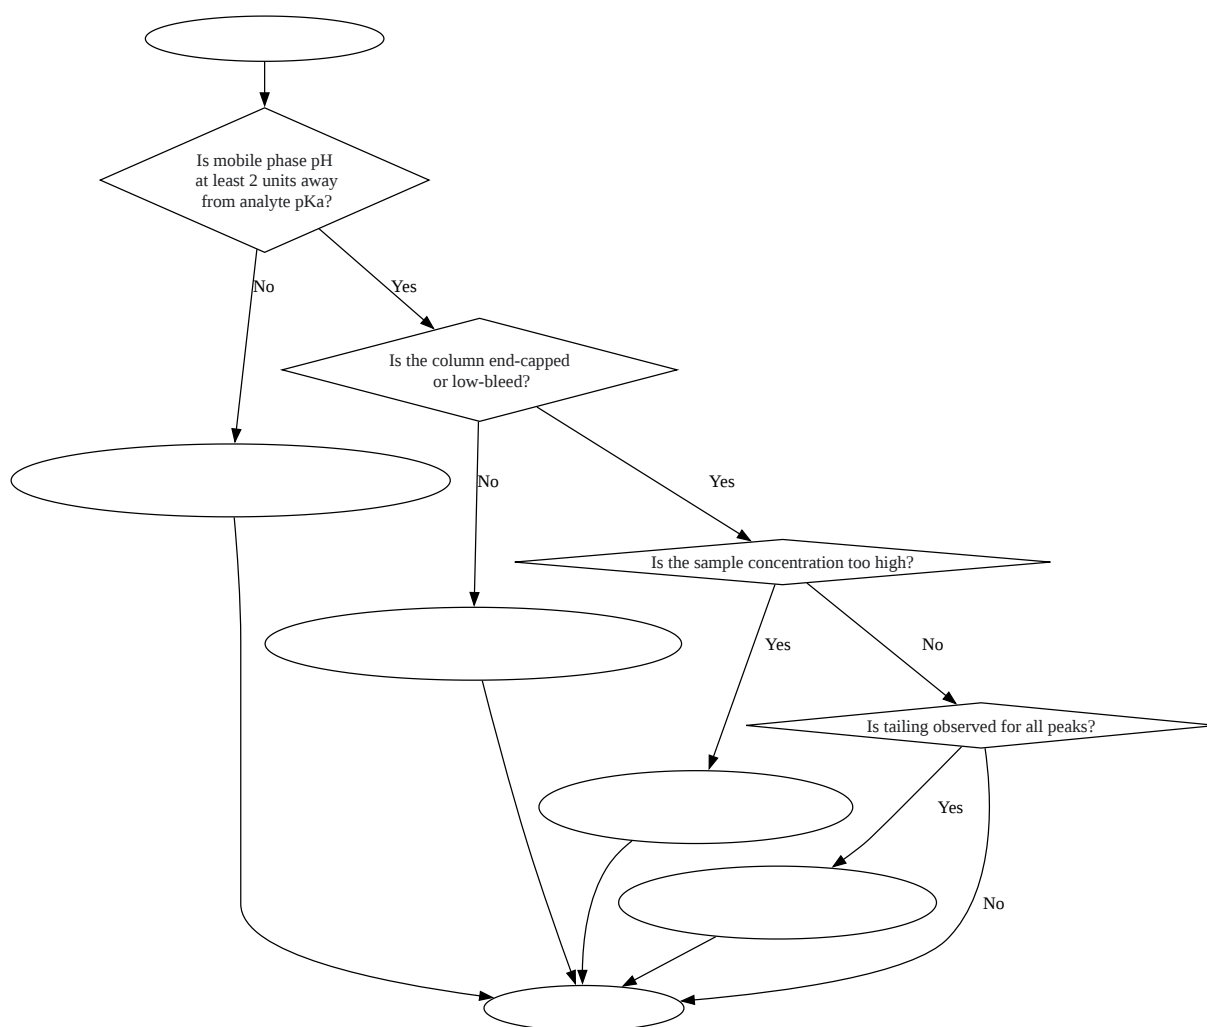 Is mobile phase pH
at least 2 units away
from analyte pKa?
No
Yes
Is the column end-capped
or low-bleed?
No
Yes
Is the sample concentration too high?
Yes
No
Is tailing observed for all peaks?
Yes
No